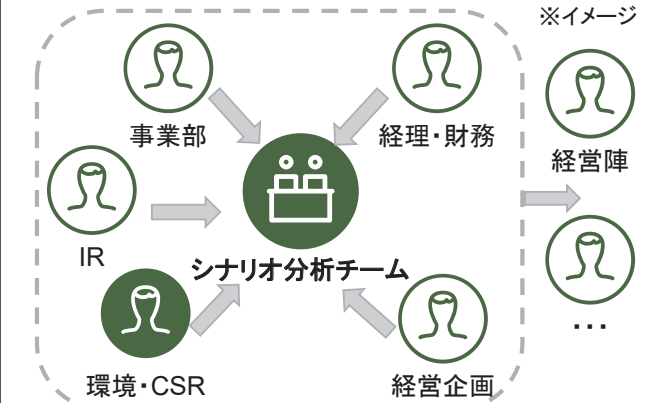 ※イメージ
事業部
経理・財務
経営陣
IR
シナリオ分析チーム
…
環境・CSR
経営企画